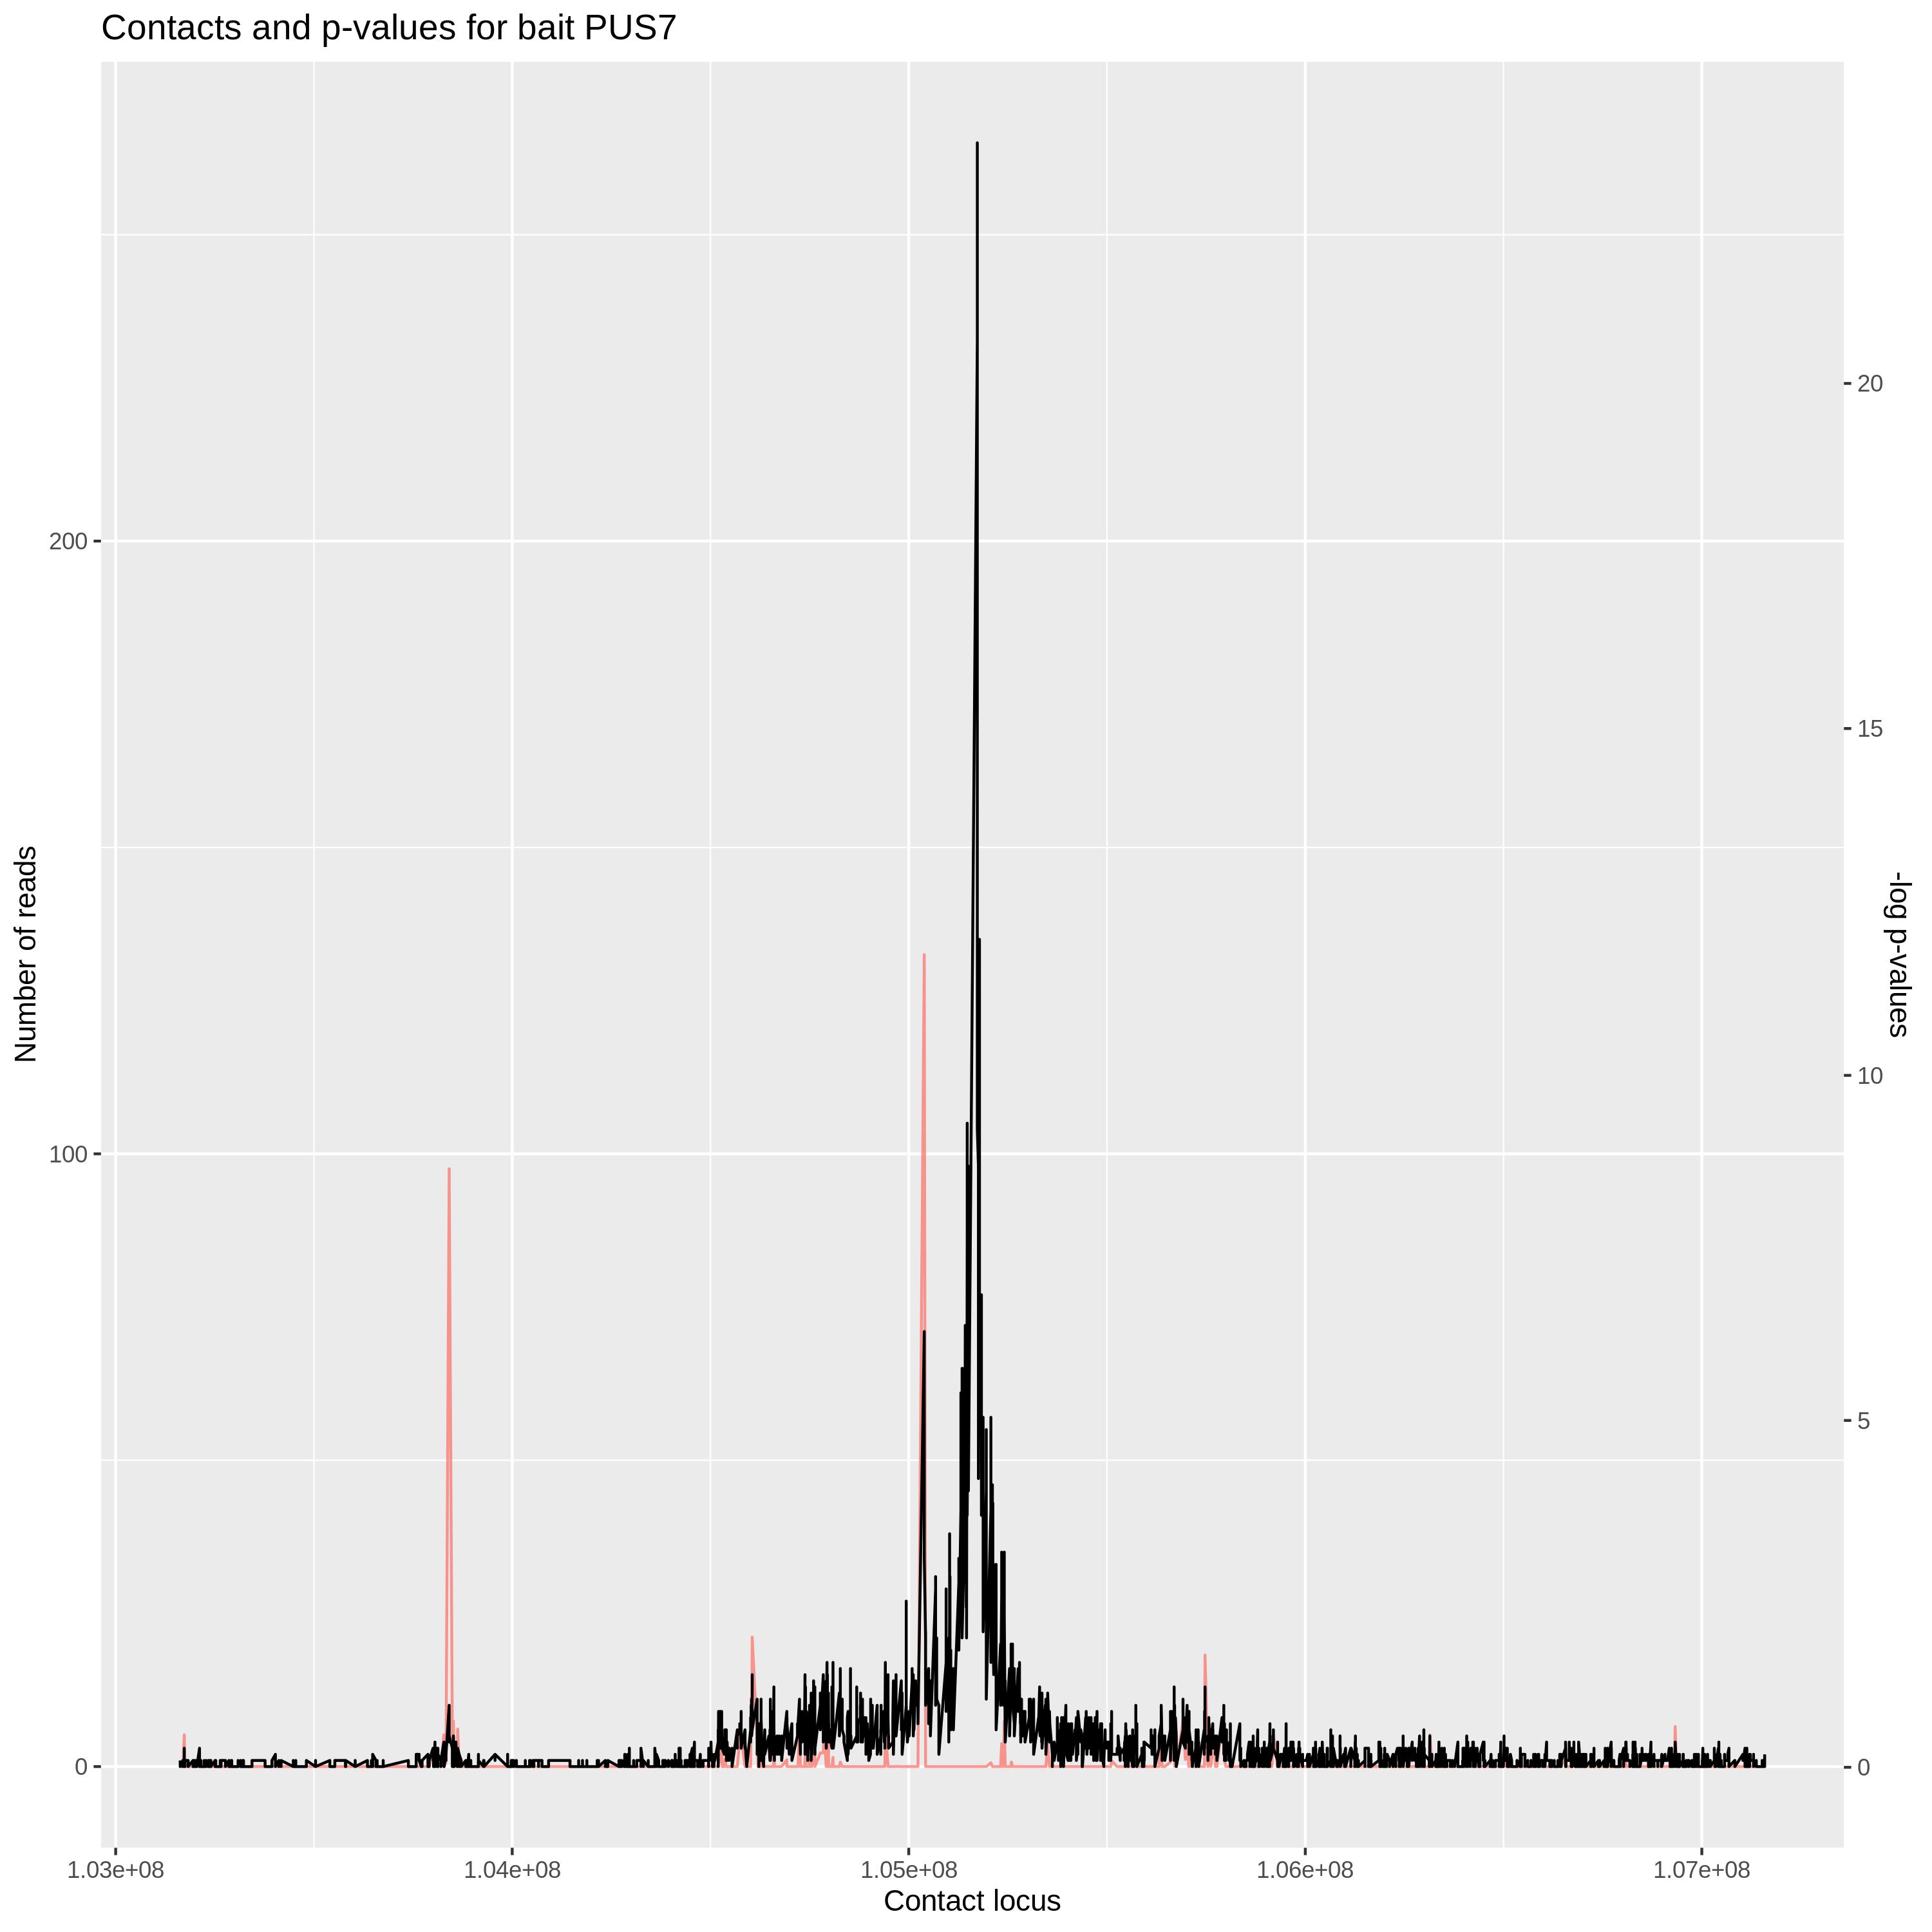 Contacts and p-values for bait PUS7
Number of reads
200
100
0
20
15
10
5
0
-log p-values
1.03e+08
1.04e+08
1.05e+08
1.06e+08
1.07e+08
Contact locus